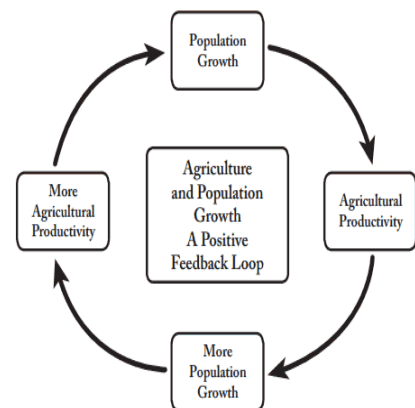 Population
Growth
Agriculture
and Population
Growth
A Positive
Feedback Loop
More
Agricultural
Productivity
Agricultural
Productivity
More
Population
Growth